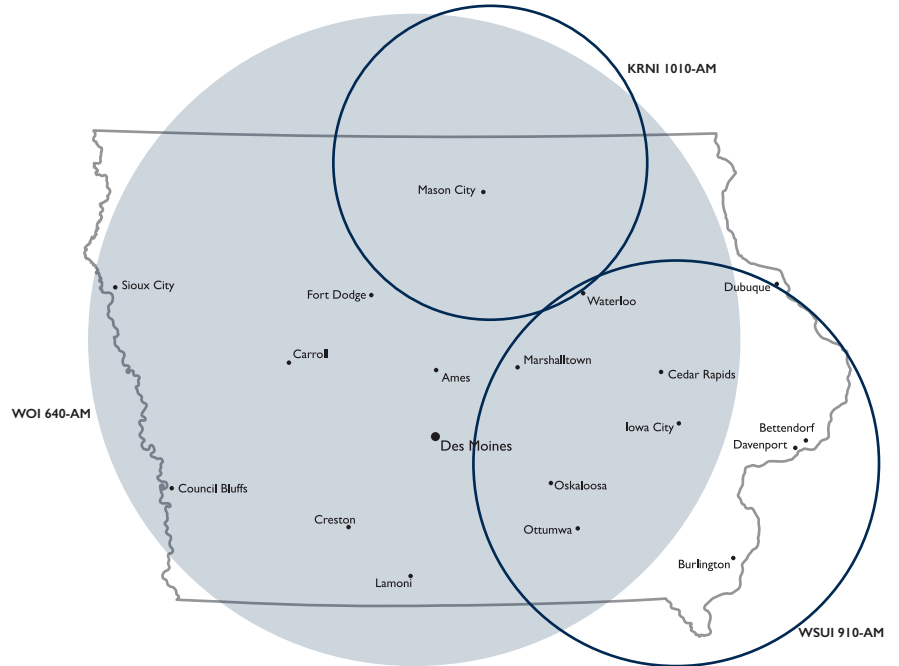 KRNI 1010-AM
Mason City
Sioux City
Fort Dodge
Waterloo
Dubuque
Carroll
Marshalltown
Ames
Cedar Rapids
WOI 640-AM
Iowa City
Bettendorf
Davenport
Des Moines
Council Bluffs
Oskaloosa
Creston
Ottumwa
Burlington
Lamoni
WSUI 910-AM